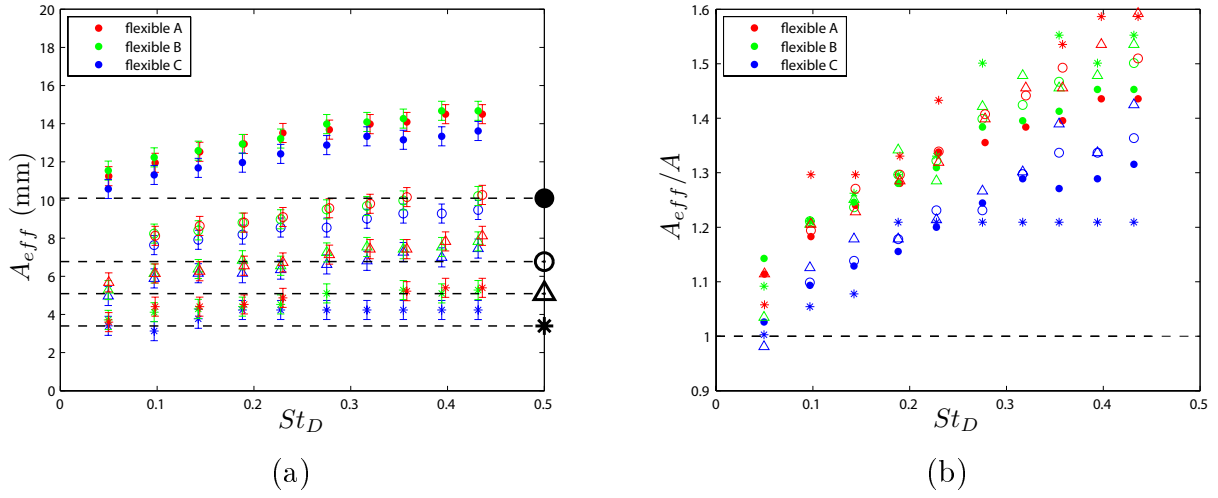 flexible A
flexible B
flexible C
20
18
16
14
12
10
8
6
4
2
0
A_eff (mm)
0 0.1 0.2 0.3 0.4 0.5
St_D
(a)
flexible A
flexible B
flexible C
1.6
1.5
1.4
1.3
1.2
1.1
1
0.9
A_eff/A
0 0.1 0.2 0.3 0.4 0.5
St_D
(b)